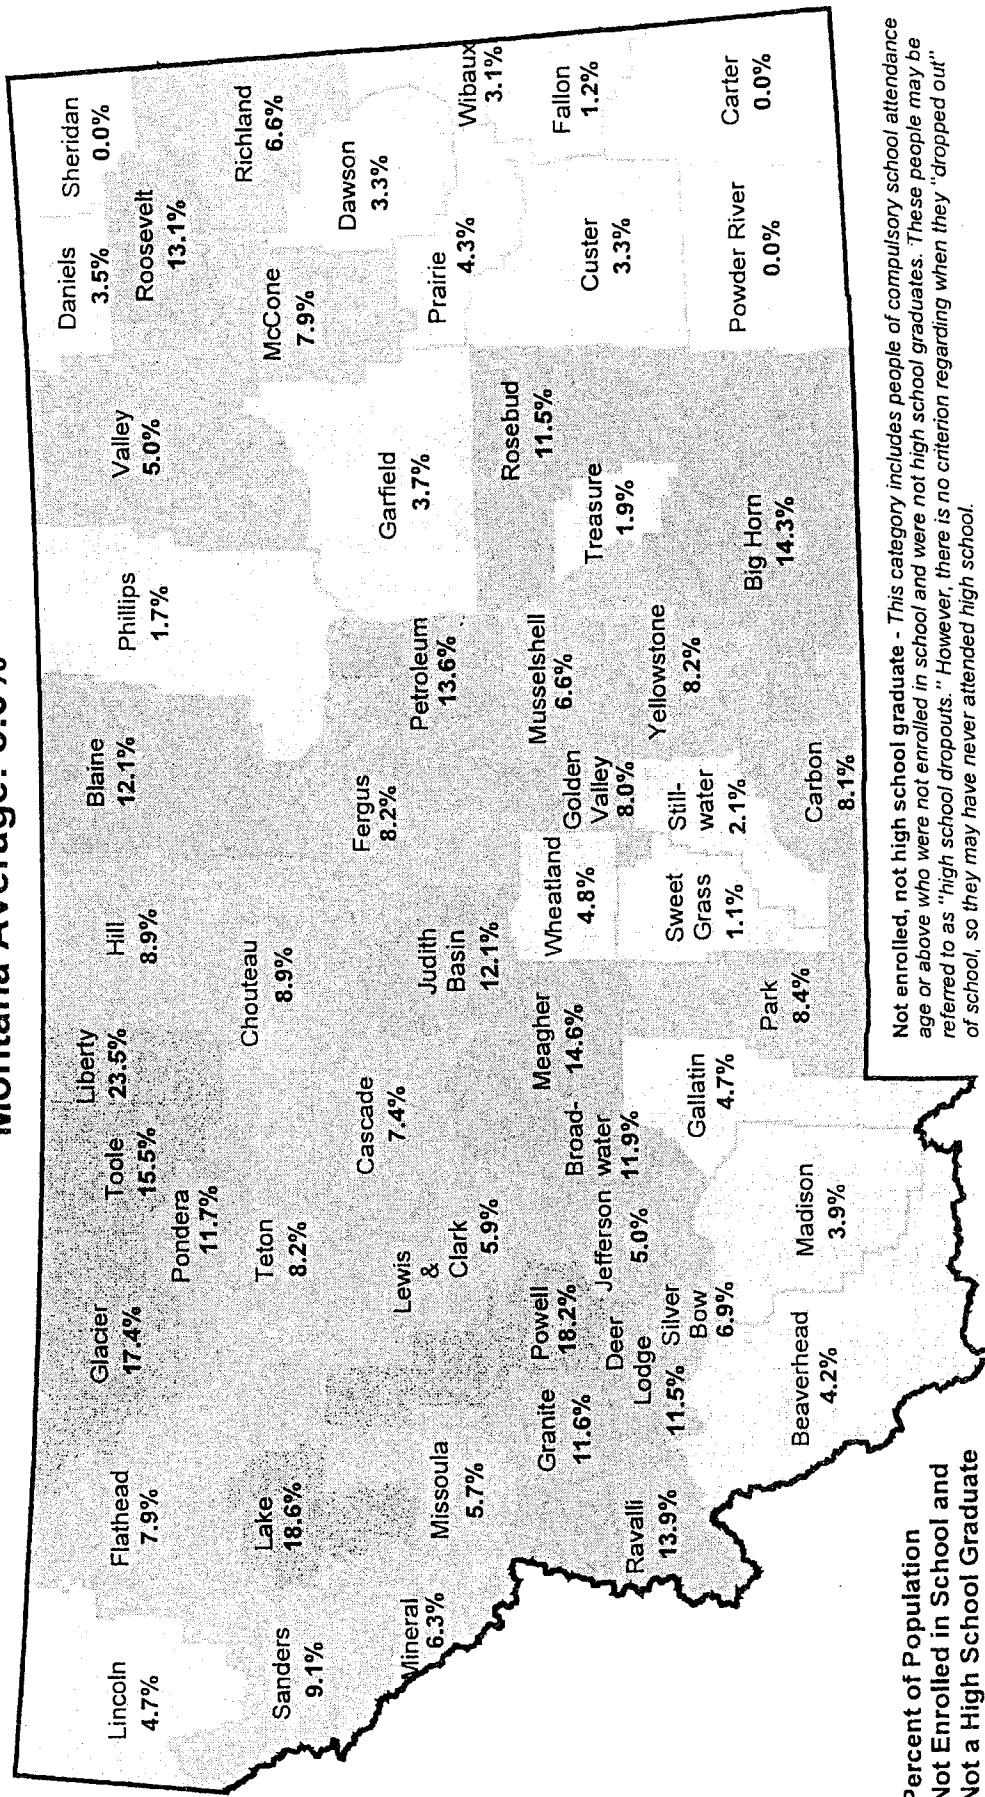 Montana Average:
Lincoln
4.7%
Flathead
7.9%
Glacier
17.4%
Toole
15.5%
Liberty
23.5%
Hill
8.9%
Blaine
12.1%
Phillips
1.7%
Valley
5.0%
Daniels
3.5%
Sheridan
0.0%
Roosevelt
13.1%
Pondera
11.7%
Sanders
9.1%
Lake
18.6%
Teton
8.2%
Chouteau
8.9%
McCone
7.9%
Richland
6.6%
Mineral
6.3%
Missoula
5.7%
Lewis
&
Clark
5.9%
Cascade
7.4%
Judith
Basin
12.1%
Fergus
8.2%
Petroleum
13.6%
Garfield
3.7%
Dawson
3.3%
Prairie
4.3%
Wibaux
3.1%
Granite
11.6%
Powell
18.2%
Meagher
14.6%
Broad-
water
11.9%
Wheatland
4.8%
Golden
Valley
8.0%
Musselshell
6.6%
Rosebud
11.5%
Treasure
1.9%
Custer
3.3%
Fallon
1.2%
Ravalli
13.9%
Deer
Lodge
11.5%
Jefferson
5.0%
Silver
Bow
6.9%
Gallatin
4.7%
Sweet
Grass
1.1%
Still-
water
2.1%
Yellowstone
8.2%
Big Horn
14.3%
Powder River
0.0%
Carter
0.0%
Beaverhead
4.2%
Madison
3.9%
Park
8.4%
Carbon
8.1%
Percent of Population
Not Enrolled in School and
Not a High School Graduate
Not enrolled, not high school graduate - This category includes people of compulsory school attendance
age or above who were not enrolled in school and were not high school graduates. These people may be
referred to as "high school dropouts." However, there is no criterion regarding when they "dropped out"
of school, so they may have never attended high school.